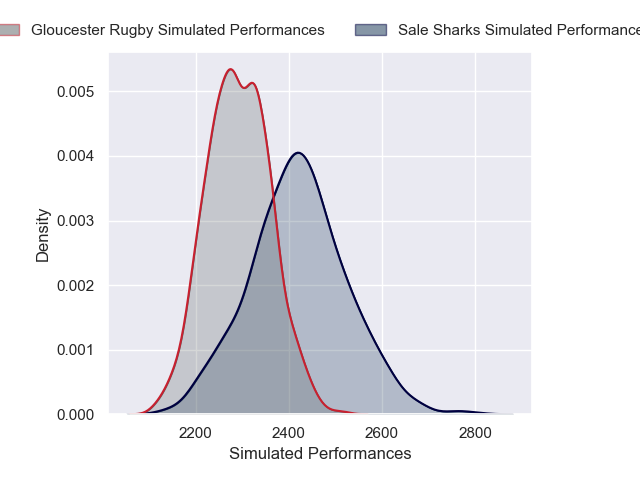 Gloucester Rugby Simulated Performances
Sale Sharks Simulated Performance
0.005
0.004
0.003
0.002
0.001
0.000
Density
2200 2400 2600 2800
Simulated Performances